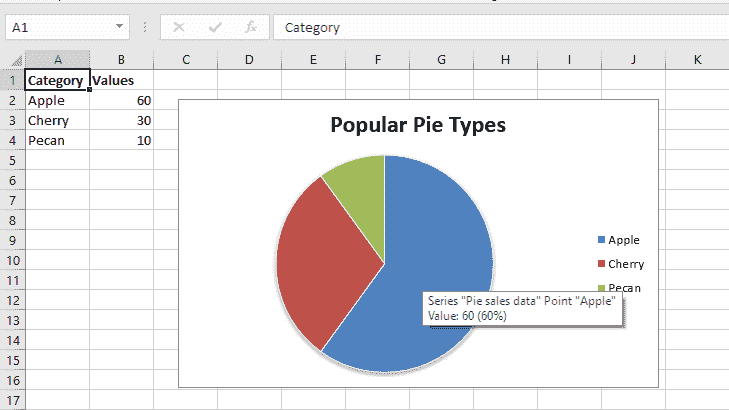 A1 fx Category
A B C D E F G H I J K
1 Category Values
2 Apple 60
3 Cherry 30
4 Pecan 10
5
6
7
8
9
10
11
12
13
14
15
16
17
Popular Pie Types
Apple
Cherry
Pecan
Series "Pie sales data" Point "Apple"
Value: 60 (60%)